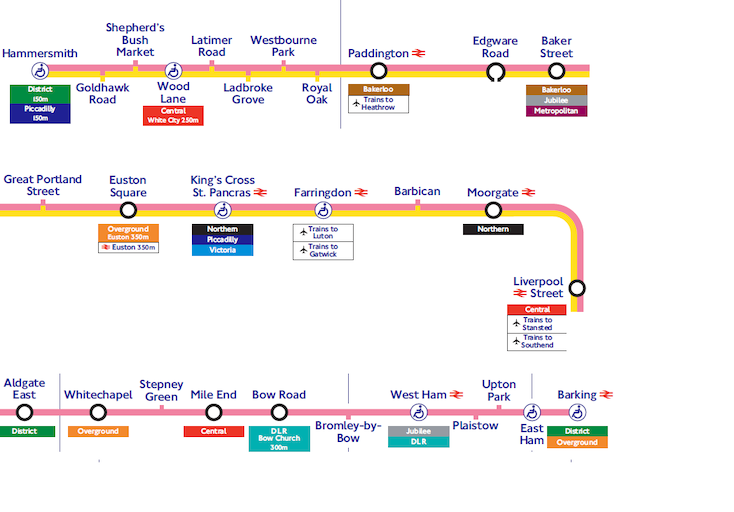 Hammersmith
District
150m
Piccadilly
150m
Goldhawk
Road
Shepherd's
Bush
Market
Wood
Lane
Central
White City 250m
Latimer
Road
Ladbroke
Grove
Westbourne
Park
Royal
Oak
Paddington
Bakerloo
Trains to
Heathrow
Edgware
Road
Baker
Street
Bakerloo
Jubilee
Metropolitan
Great Portland
Street
Euston
Square
Overground
Euston 350m
Euston 350m
King's Cross
St. Pancras
Northern
Piccadilly
Victoria
Farringdon
Trains to
Luton
Trains to
Gatwick
Barbican
Moorgate
Northern
Liverpool
Street
Central
Trains to
Stansted
Trains to
Southend
Aldgate
East
District
Whitechapel
Overground
Stepney
Green
Mile End
Central
Bow Road
DLR
Bow Church
300m
Bromley-by-
Bow
West Ham
Jubilee
DLR
Plaistow
Upton
Park
East
Ham
Barking
District
Overground